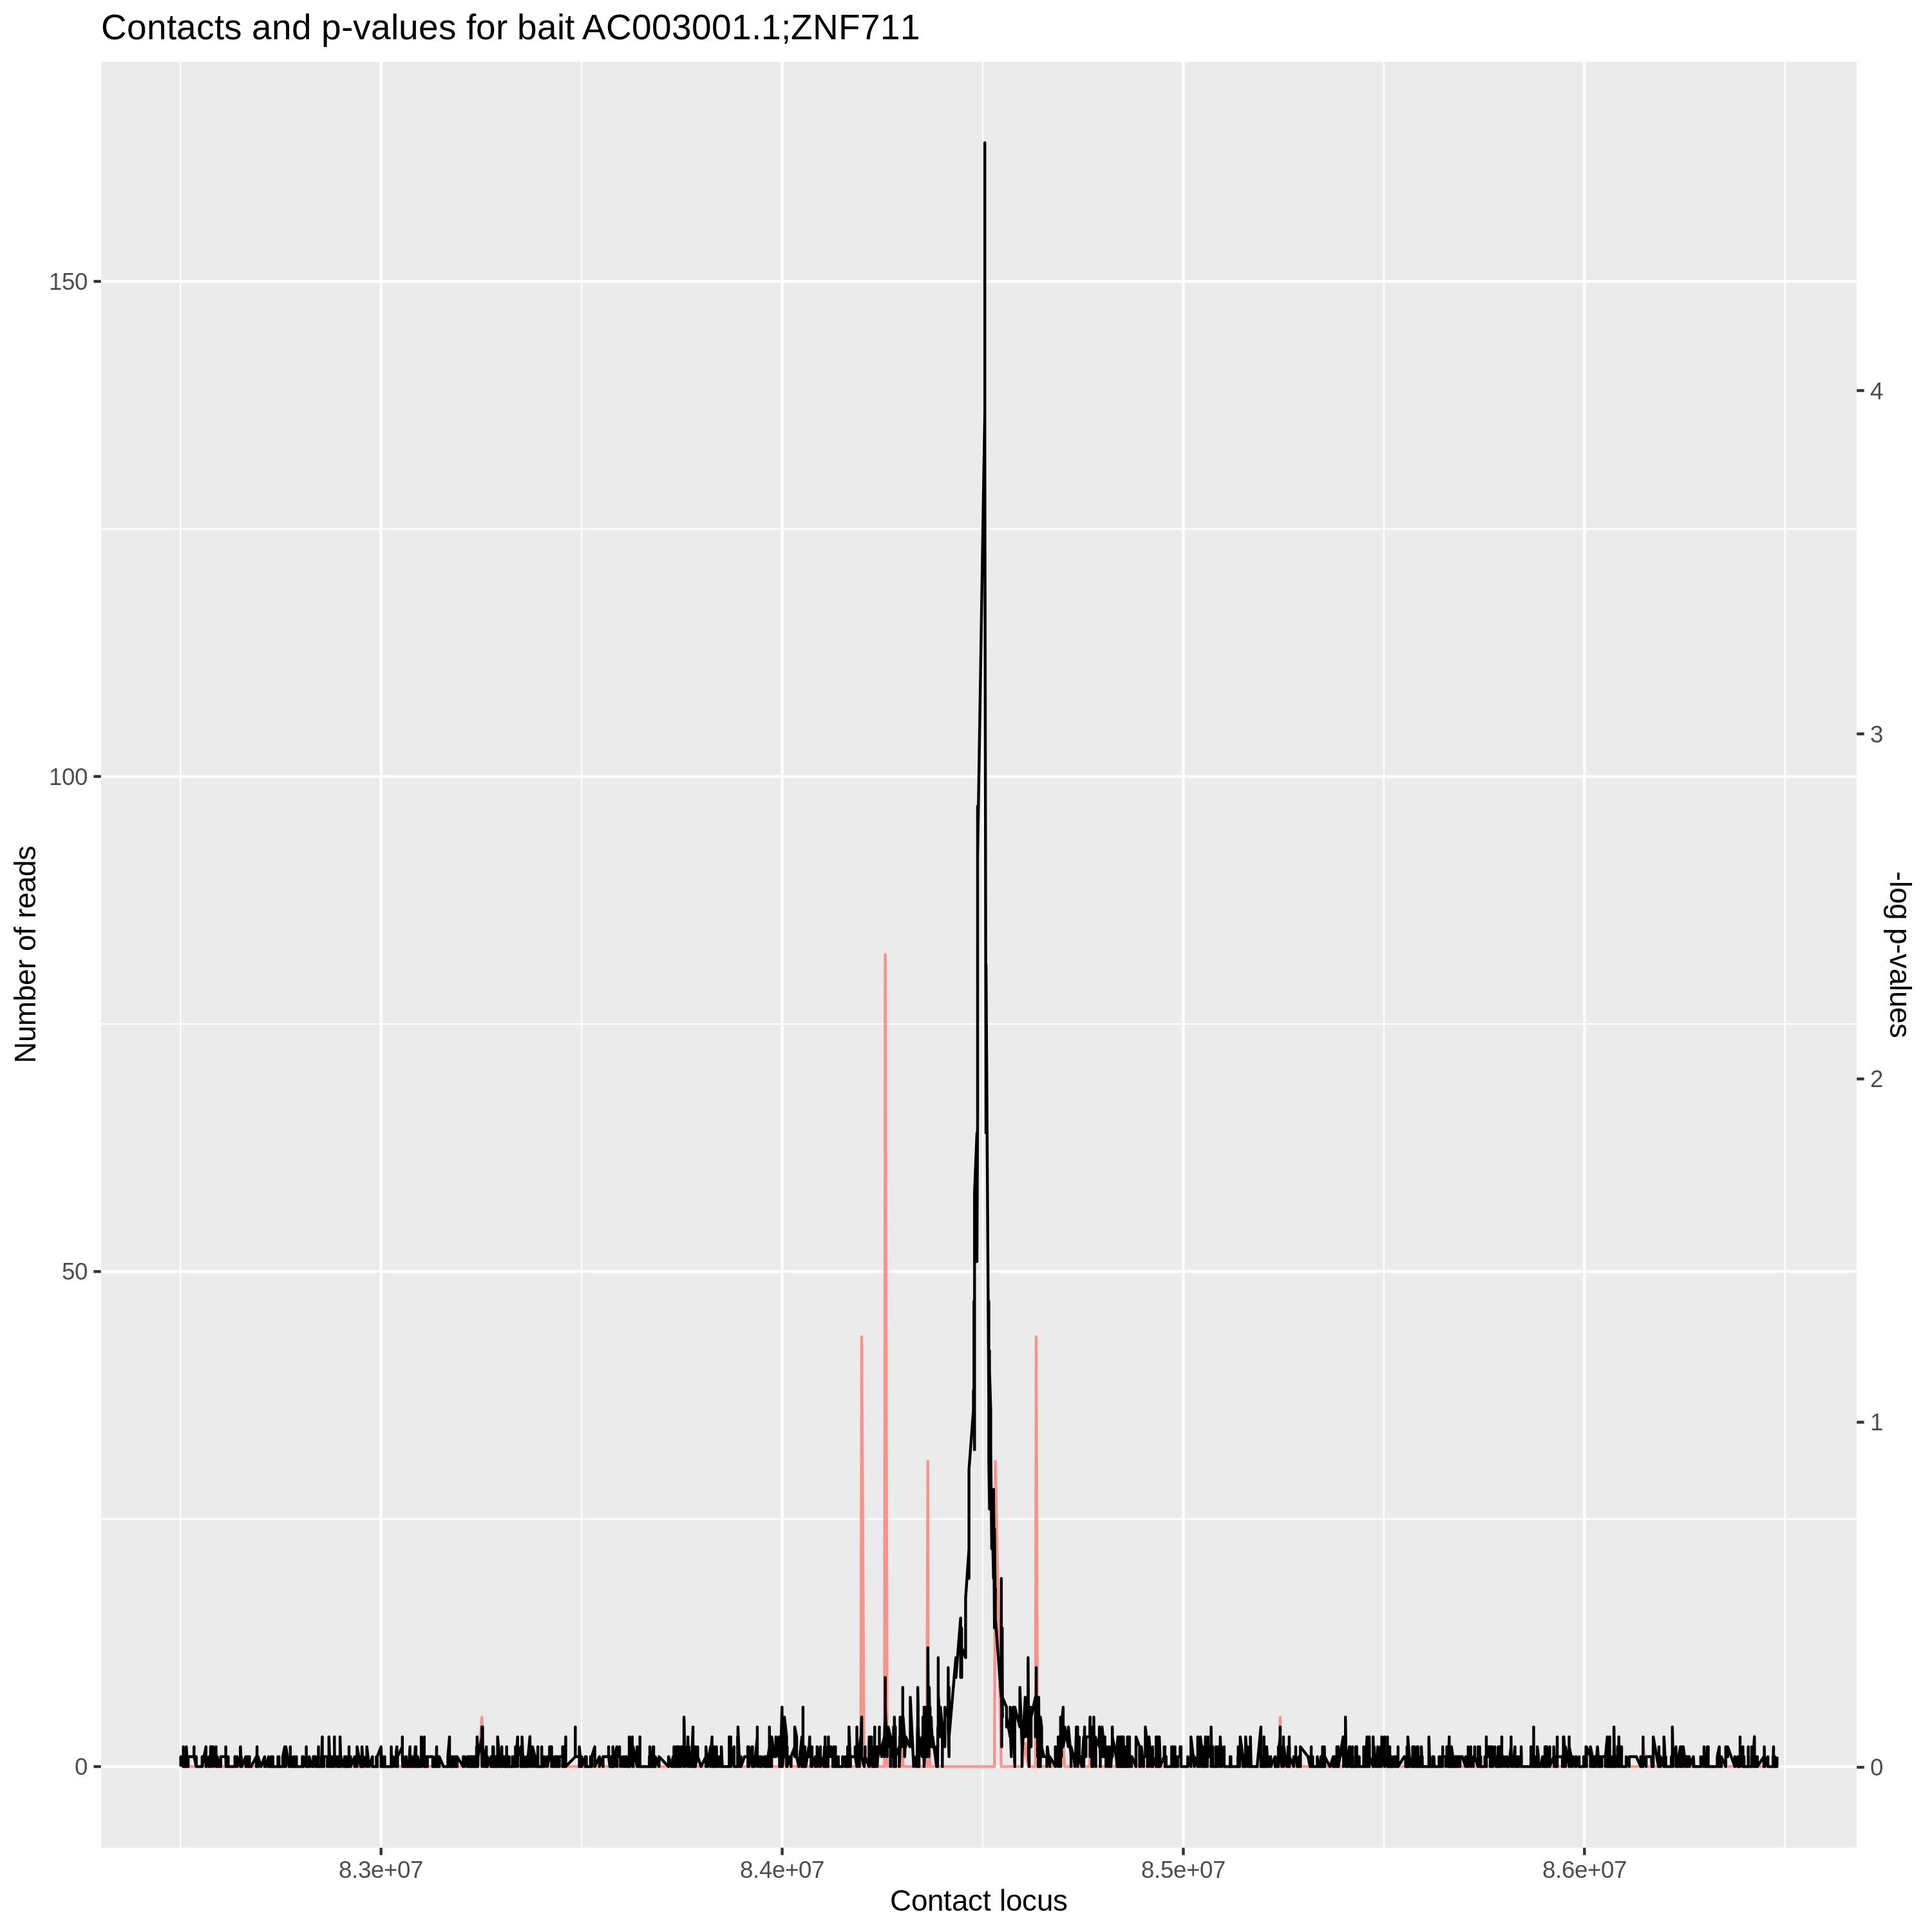 Contacts and p-values for bait AC003001.1;ZNF711
150
100
50
0
Number of reads
4
3
2
1
0
-log p-values
8.3e+07
8.4e+07
8.5e+07
8.6e+07
Contact locus